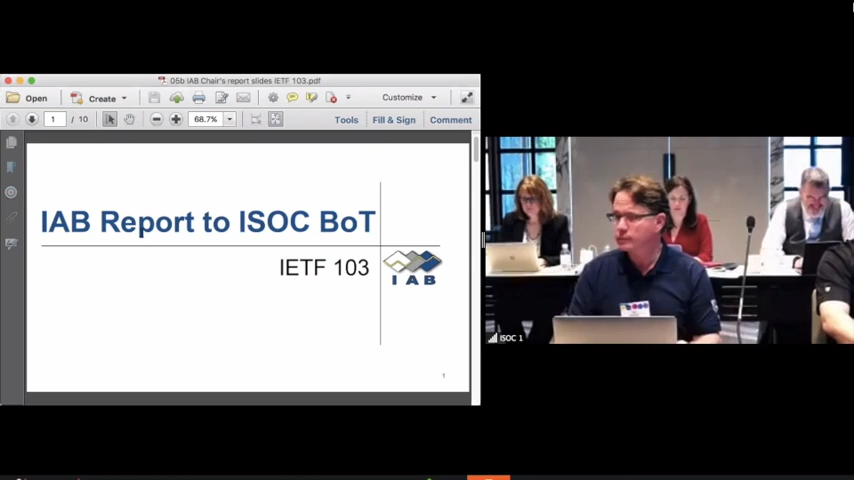 05b IAB Chair's report slides IETF 103.pdf
Open
Create
Customize
1 / 10
68.7%
Tools
Fill & Sign
Comment
IAB Report to ISOC BoT
IETF 103
IAB
1
ISOC 1